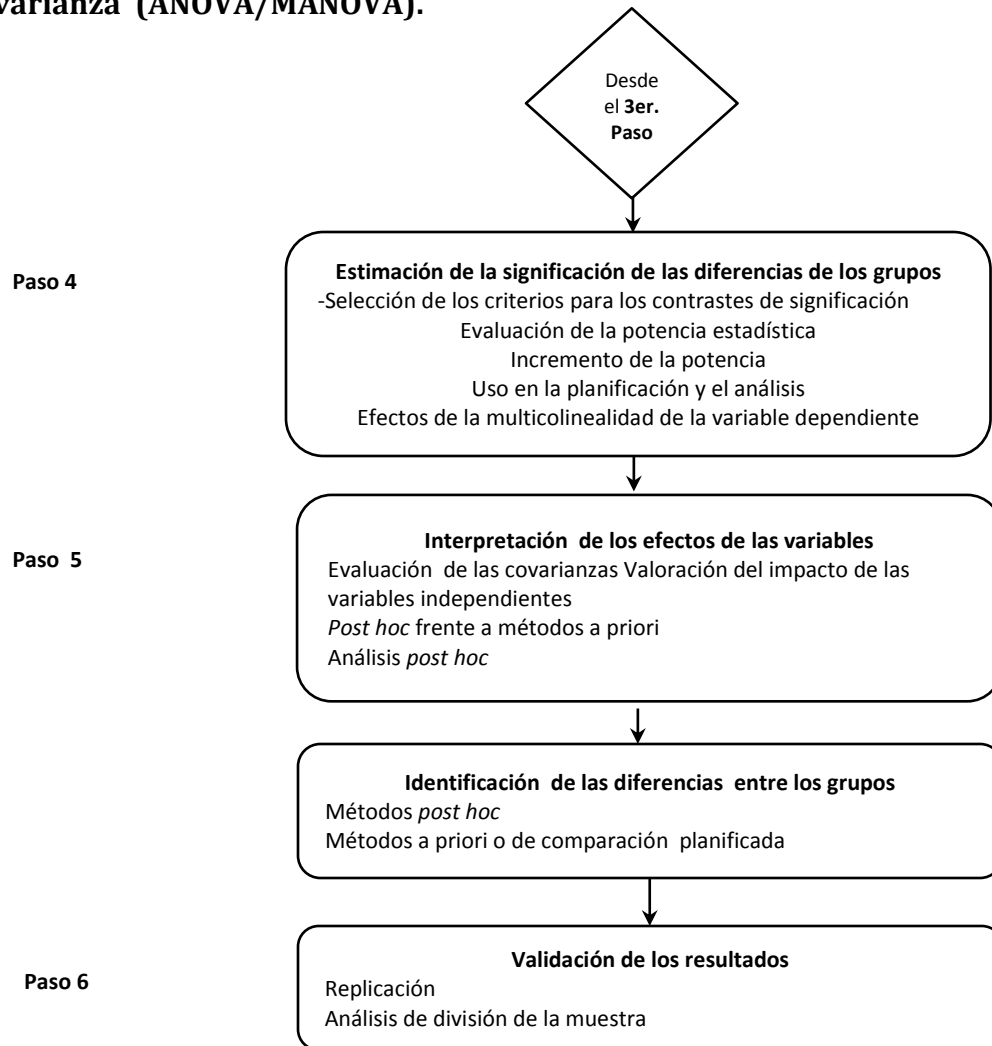 varianza (ANOVA/MANOVA).
Desde
el 3er.
Paso
Paso 4
Estimación de la significación de las diferencias de los grupos
-Selección de los criterios para los contrastes de significación
Evaluación de la potencia estadística
Incremento de la potencia
Uso en la planificación y el análisis
Efectos de la multicolinealidad de la variable dependiente
Paso 5
Interpretación de los efectos de las variables
Evaluación de las covarianzas Valoración del impacto de las
variables independientes
Post hoc frente a métodos a priori
Análisis post hoc
Identificación de las diferencias entre los grupos
Métodos post hoc
Métodos a priori o de comparación planificada
Paso 6
Validación de los resultados
Replicación
Análisis de división de la muestra